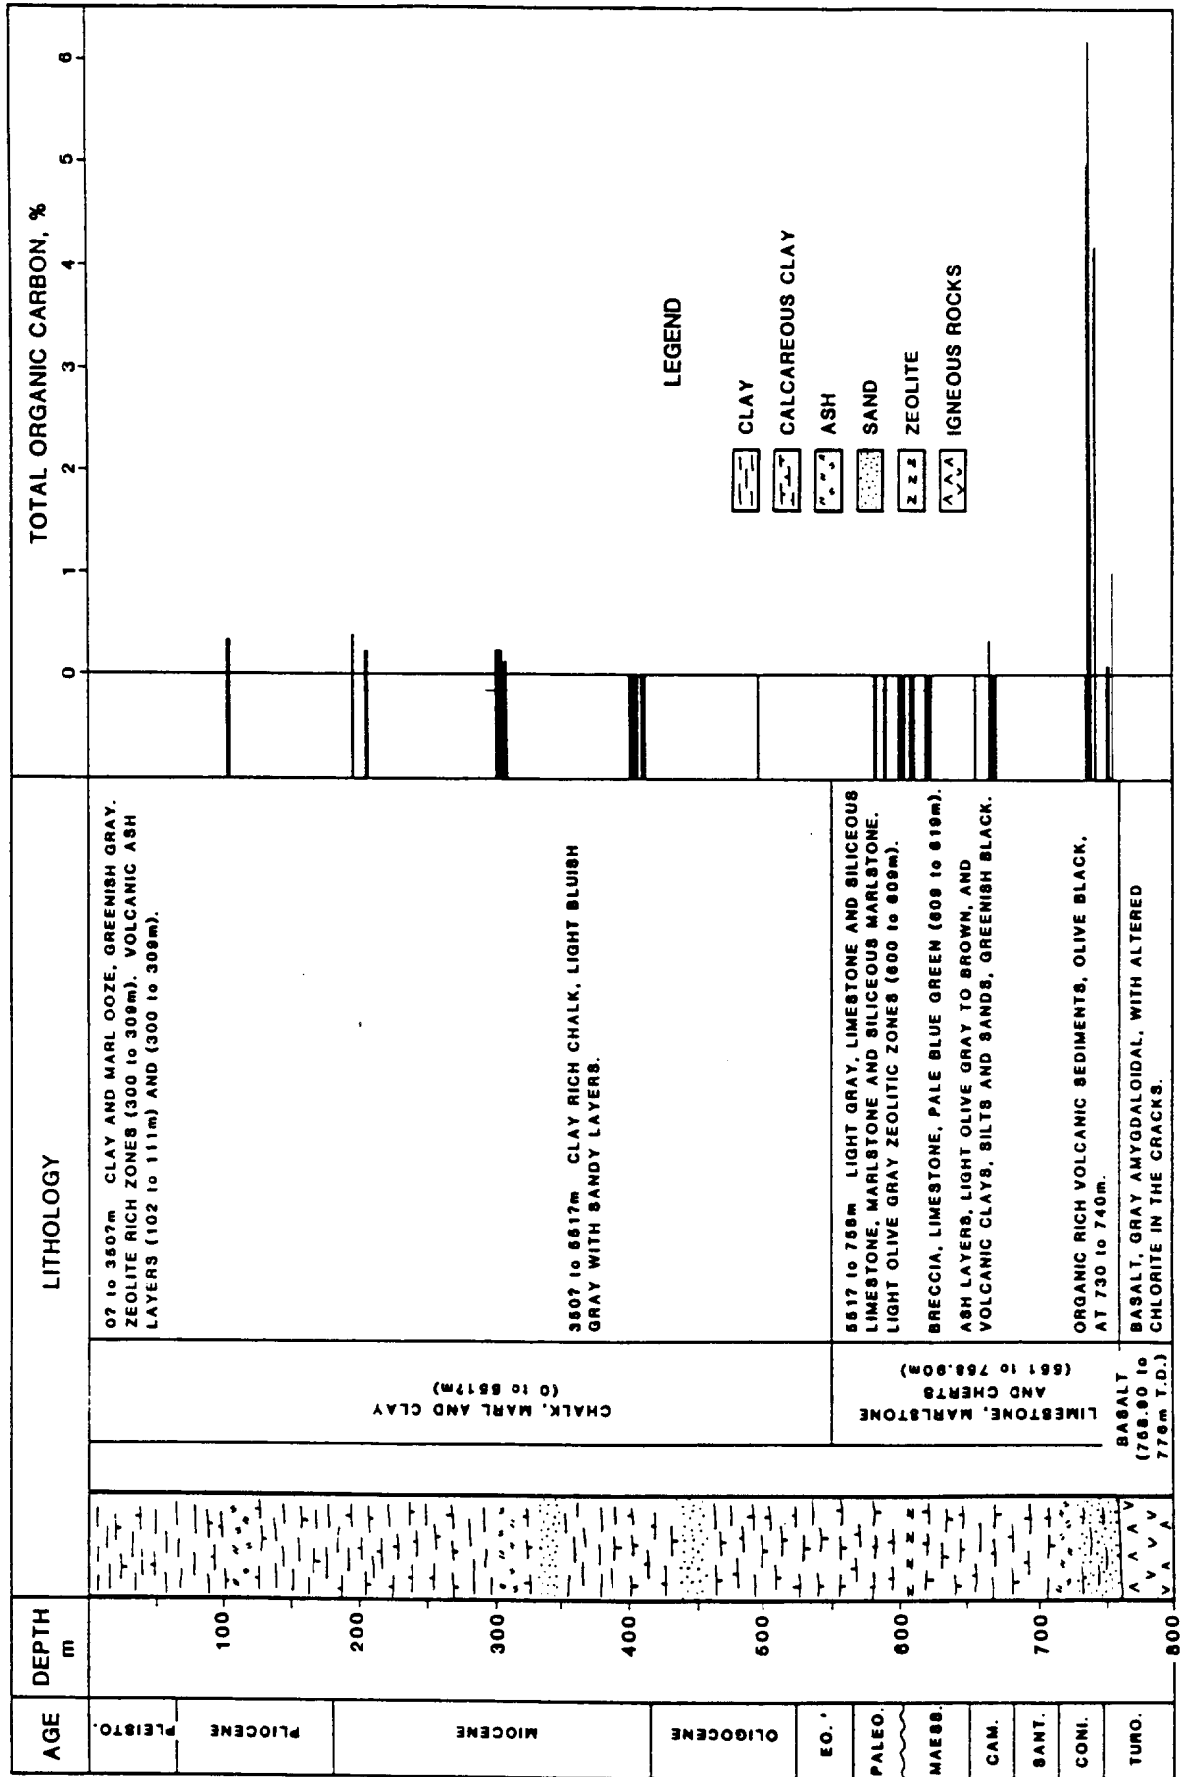 AGE
DEPTH
m
LITHOLOGY
TOTAL ORGANIC CARBON, %
0 1 2 3 4 5 6
PLEISTO.
PLIOCENE
MIOCENE
OLIGOCENE
EO.
PALEO.
MAESS.
CAM.
SANT.
CONI.
TURO.
100
200
300
400
500
600
700
800
CHALK, MARL AND CLAY
(0 to 551?m)
LIMESTONE, MARLSTONE
AND CHERTS
(551 to 758.90m)
BASALT
(758.90 to
776m T.D.)
0? to 350?m CLAY AND MARL OOZE, GREENISH GRAY.
ZEOLITE RICH ZONES (300 to 309m). VOLCANIC ASH
LAYERS (102 to 111m) AND (300 to 309m).
350? to 551?m CLAY RICH CHALK, LIGHT BLUISH
GRAY WITH SANDY LAYERS.
551? to 758m LIGHT GRAY, LIMESTONE AND SILICEOUS
LIMESTONE, MARLSTONE AND SILICEOUS MARLSTONE.
LIGHT OLIVE GRAY ZEOLITIC ZONES (600 to 609m).
BRECCIA, LIMESTONE, PALE BLUE GREEN (609 to 619m).
ASH LAYERS, LIGHT OLIVE GRAY TO BROWN, AND
VOLCANIC CLAYS, SILTS AND SANDS, GREENISH BLACK.
ORGANIC RICH VOLCANIC SEDIMENTS, OLIVE BLACK,
AT 730 to 740m.
BASALT, GRAY AMYGDALOIDAL, WITH ALTERED
CHLORITE IN THE CRACKS.
LEGEND
CLAY
CALCAREOUS CLAY
ASH
SAND
ZEOLITE
IGNEOUS ROCKS